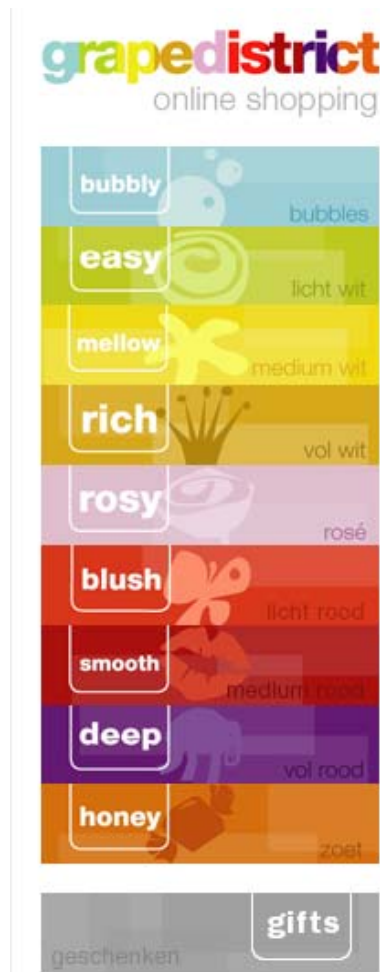 grapedistrict
online shopping
bubbly
bubbles
easy
licht wit
mellow
medium wit
rich
vol wit
rosy
rosé
blush
licht rood
smooth
medium rood
deep
vol rood
honey
zoet
gifts
geschenken